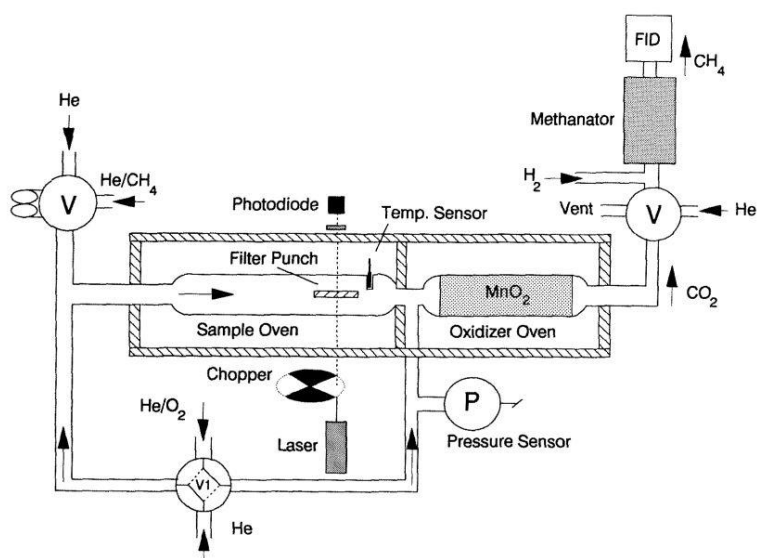 FID
CH4
Methanator
He
He/CH4
H2
V
Photodiode
Temp. Sensor
Vent
V
He
Filter Punch
MnO2
CO2
Sample Oven
Oxidizer Oven
Chopper
He/O2
P
Laser
Pressure Sensor
V1
He